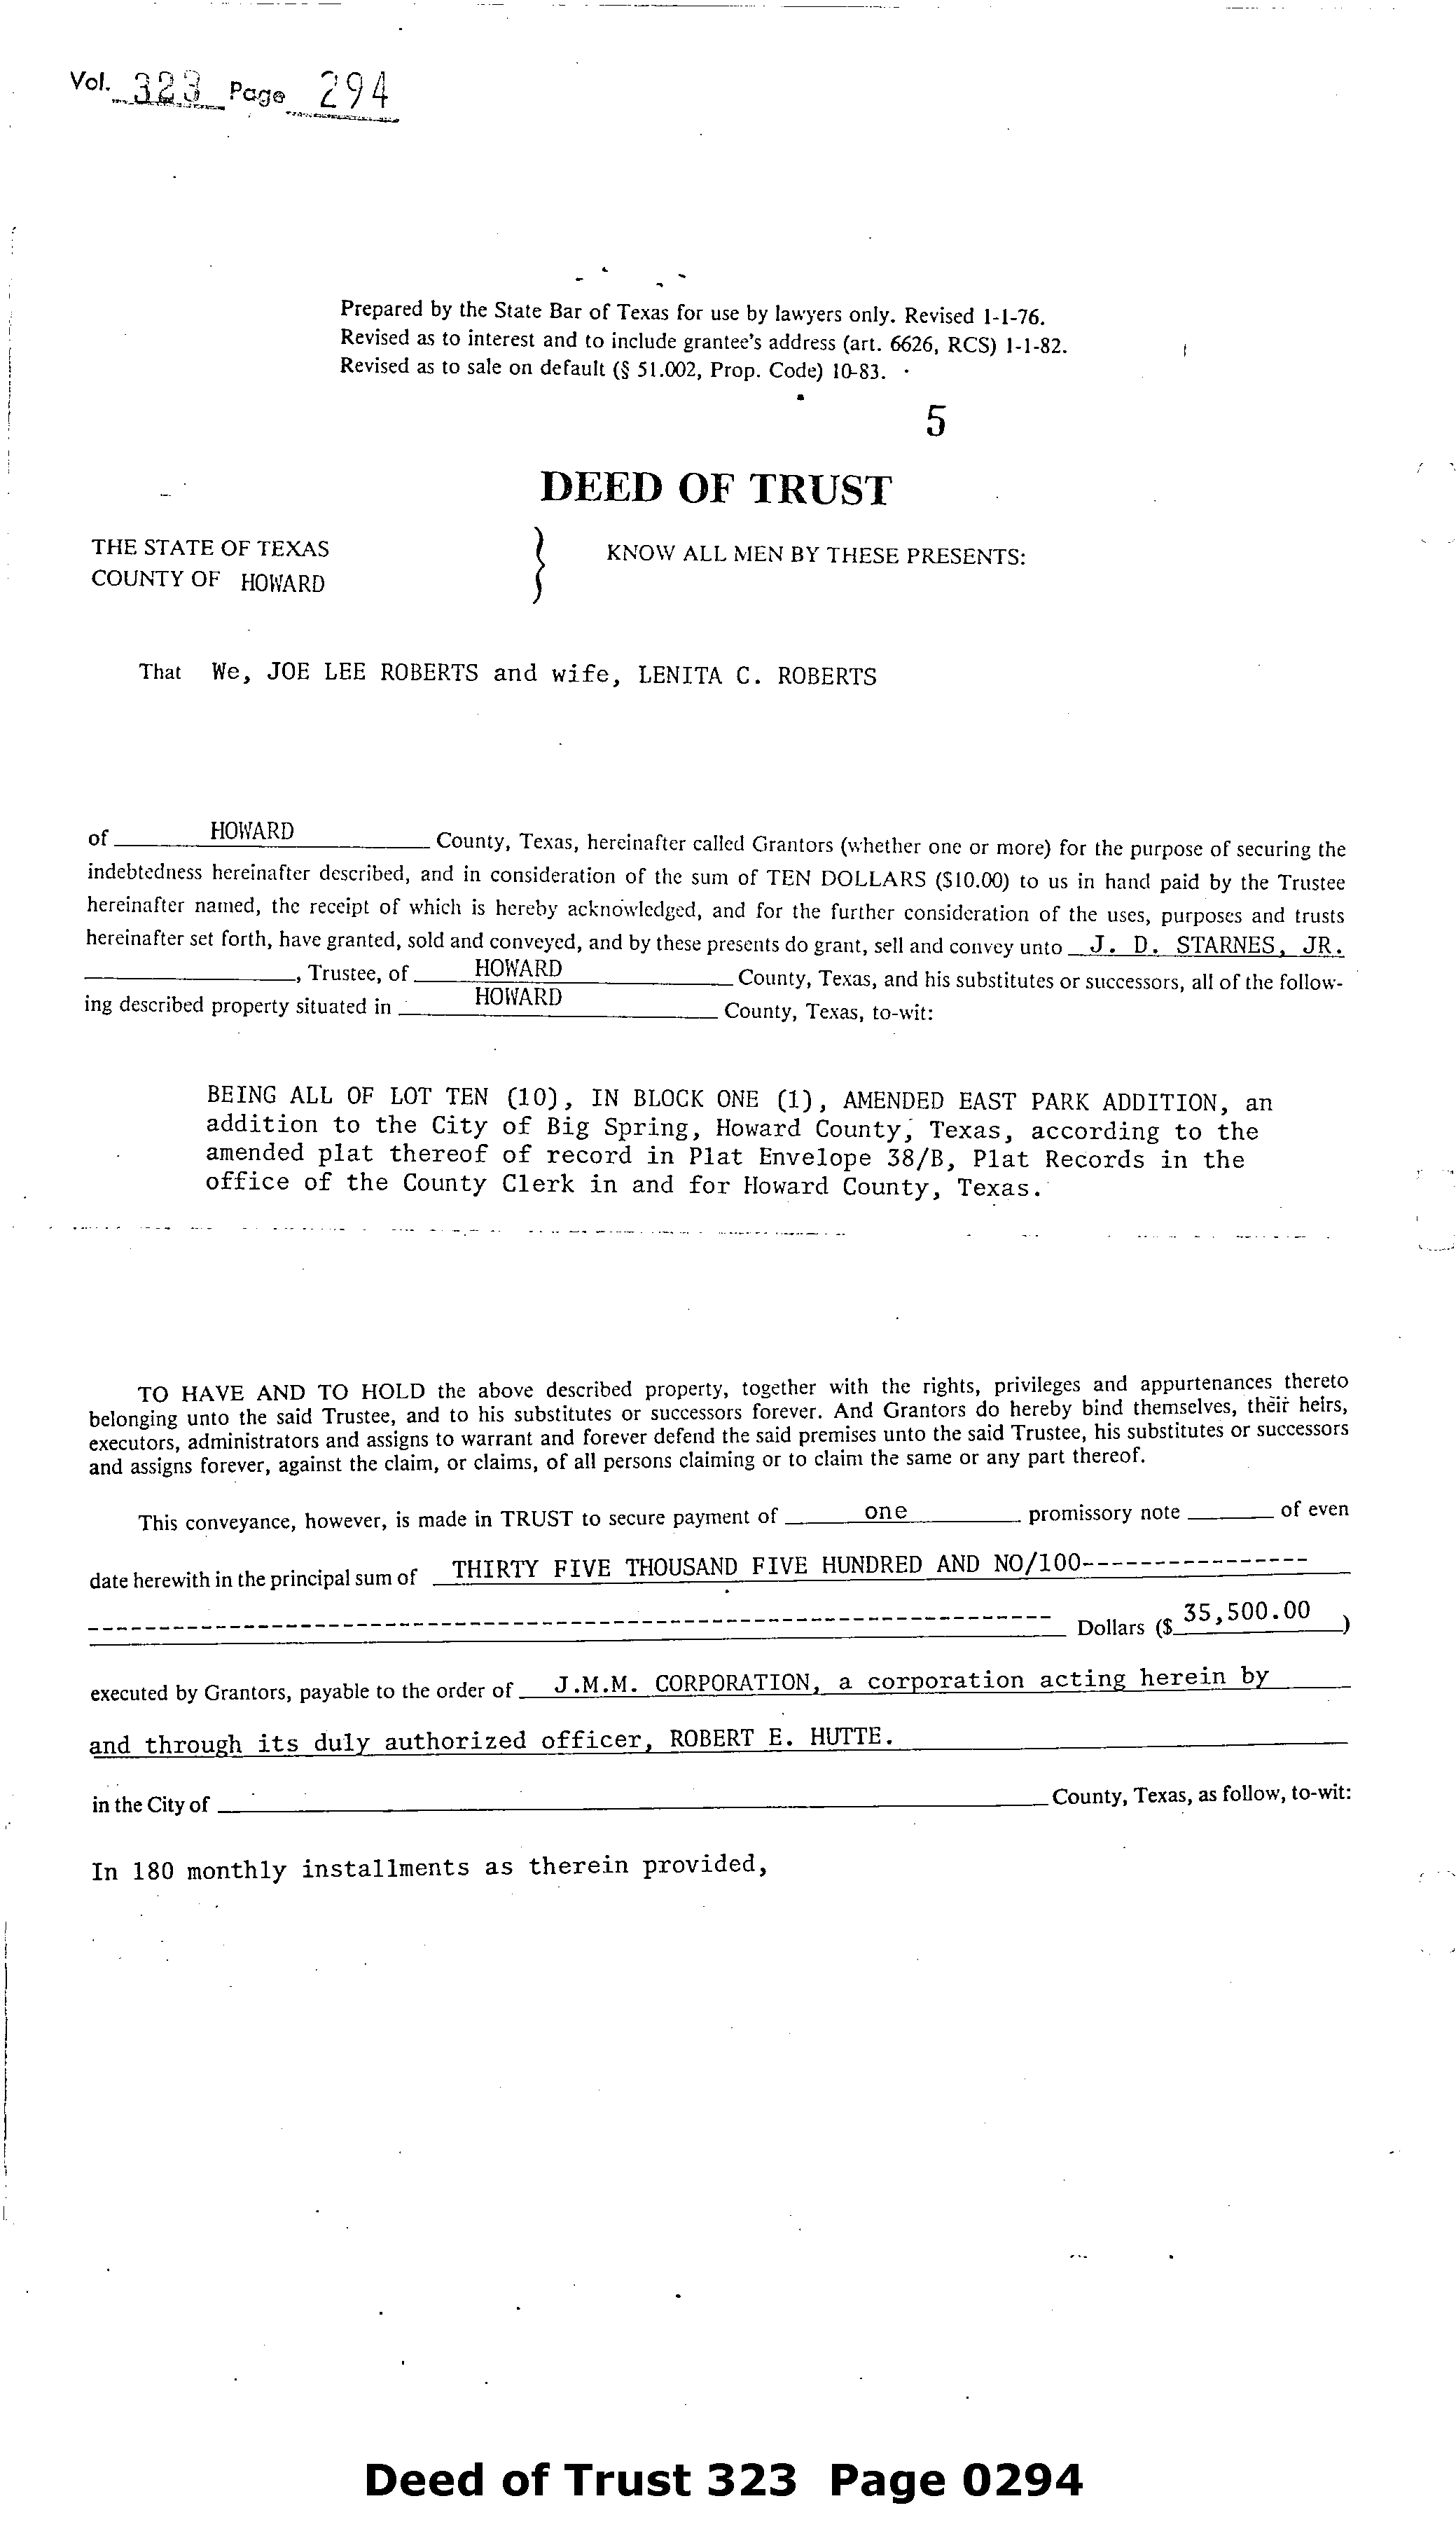 Vol. 323 Page 294
Prepared by the State Bar of Texas for use by lawyers only. Revised 1-1-76.
Revised as to interest and to include grantee's address (art. 6626, RCS) 1-1-82.
Revised as to sale on default (§ 51.002, Prop. Code) 10-83.
5
DEED OF TRUST
THE STATE OF TEXAS
COUNTY OF HOWARD
} KNOW ALL MEN BY THESE PRESENTS:
That We, JOE LEE ROBERTS and wife, LENITA C. ROBERTS
of HOWARD County, Texas, hereinafter called Grantors (whether one or more) for the purpose of securing the
indebtedness hereinafter described, and in consideration of the sum of TEN DOLLARS ($10.00) to us in hand paid by the Trustee
hereinafter named, the receipt of which is hereby acknowledged, and for the further consideration of the uses, purposes and trusts
hereinafter set forth, have granted, sold and conveyed, and by these presents do grant, sell and convey unto J. D. STARNES, JR.
, Trustee, of HOWARD County, Texas, and his substitutes or successors, all of the follow-
ing described property situated in HOWARD County, Texas, to-wit:
BEING ALL OF LOT TEN (10), IN BLOCK ONE (1), AMENDED EAST PARK ADDITION, an
addition to the City of Big Spring, Howard County, Texas, according to the
amended plat thereof of record in Plat Envelope 38/B, Plat Records in the
office of the County Clerk in and for Howard County, Texas.
TO HAVE AND TO HOLD the above described property, together with the rights, privileges and appurtenances thereto
belonging unto the said Trustee, and to his substitutes or successors forever. And Grantors do hereby bind themselves, their heirs,
executors, administrators and assigns to warrant and forever defend the said premises unto the said Trustee, his substitutes or successors
and assigns forever, against the claim, or claims, of all persons claiming or to claim the same or any part thereof.
This conveyance, however, is made in TRUST to secure payment of one promissory note of even
date herewith in the principal sum of THIRTY FIVE THOUSAND FIVE HUNDRED AND NO/100----------------
-------------------------------------------------------------------- Dollars ($ 35,500.00 )
executed by Grantors, payable to the order of J.M.M. CORPORATION, a corporation acting herein by
and through its duly authorized officer, ROBERT E. HUTTE.
in the City of County, Texas, as follow, to-wit:
In 180 monthly installments as therein provided,
Deed of Trust 323 Page 0294